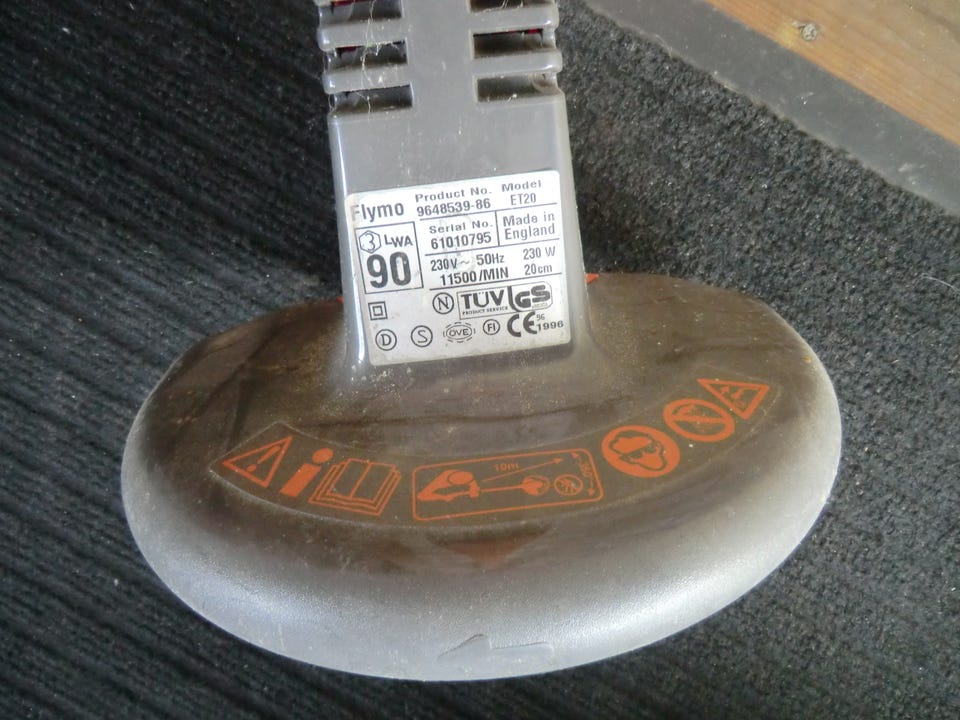 Flymo Product No. Model
9648539-86 ET20
LWA
90
Serial No.
61010795
Made in
England
230V~ 50Hz 230 W
11500/MIN 20cm
N TÜV GS
PRODUCT SERVICE
D S OVE FI CE 96
1996
i
10m